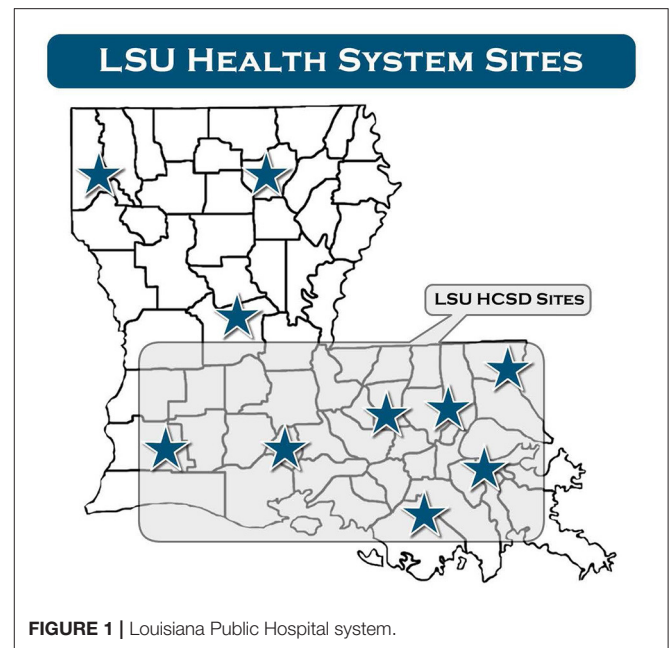 LSU HEALTH SYSTEM SITES
LSU HCSD SITES
FIGURE 1 | Louisiana Public Hospital system.